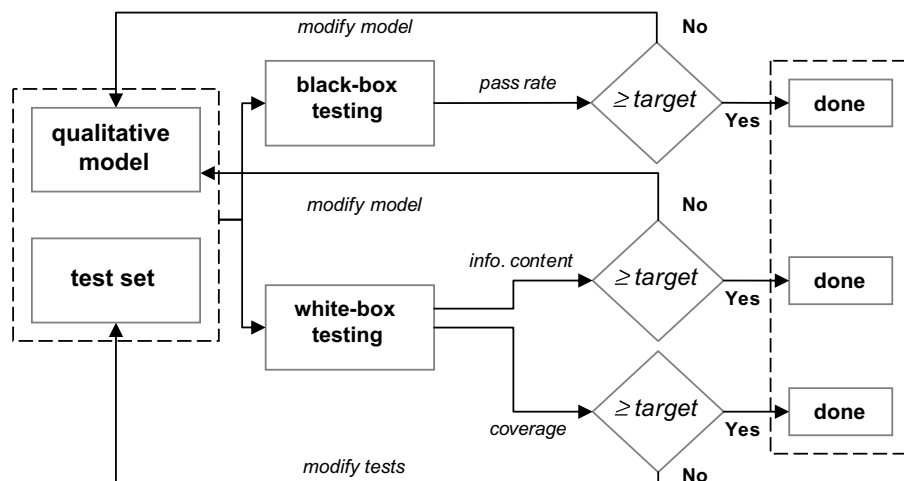 modify model
No
black-box
testing
pass rate
≥ target
Yes
done
qualitative
model
modify model
No
test set
info. content
≥ target
Yes
done
white-box
testing
coverage
≥ target
Yes
done
modify tests
No